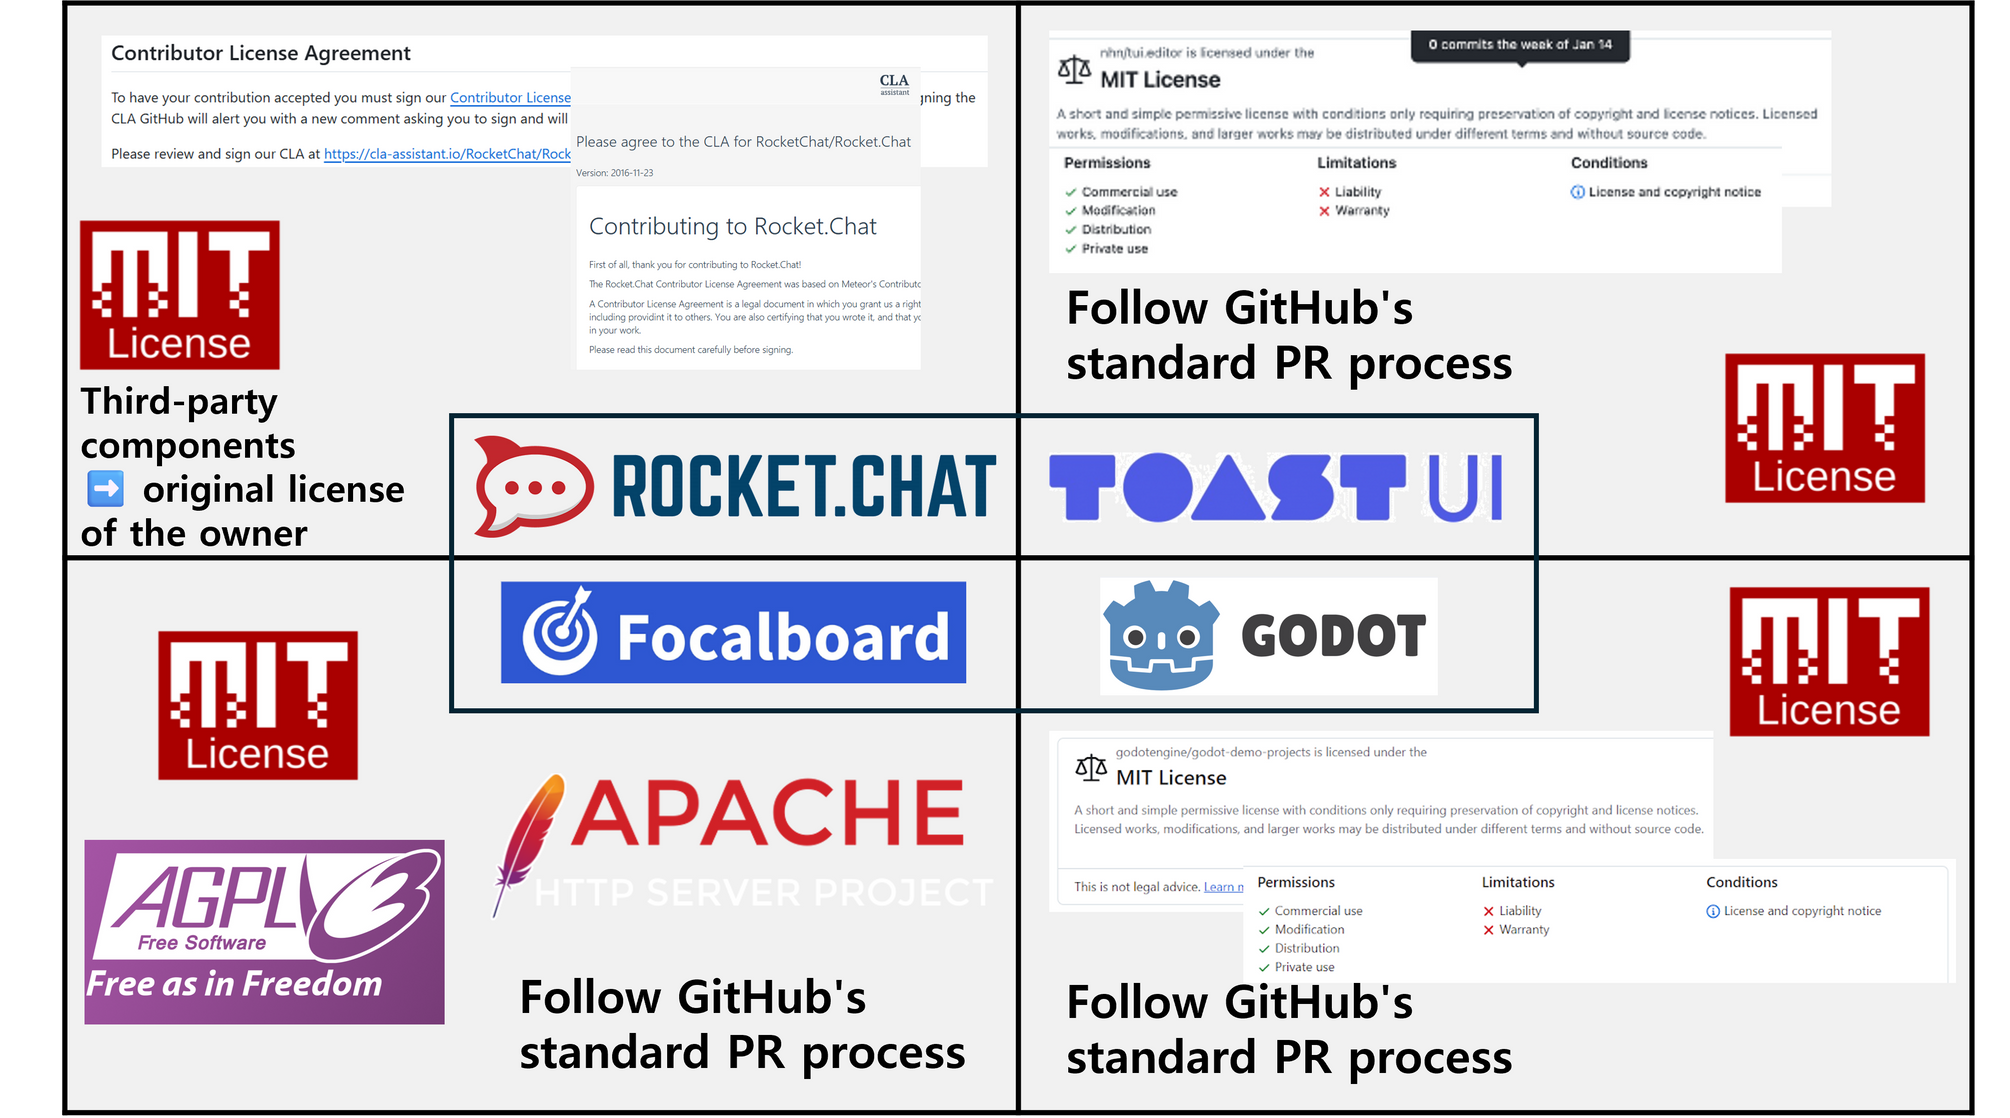 Contributor License Agreement
To have your contribution accepted you must sign our Contributor License
gning the
CLA GitHub will alert you with a new comment asking you to sign and will
Please review and sign our CLA at https://cla-assistant.io/RocketChat/Rock
CLA
assistant
Please agree to the CLA for RocketChat/Rocket.Chat
Version: 2016-11-23
Contributing to Rocket.Chat
First of all, thank you for contributing to Rocket.Chat!
The Rocket.Chat Contributor License Agreement was based on Meteor's Contributo
A Contributor License Agreement is a legal document in which you grant us a right
including providint it to others. You are also certifying that you wrote it, and that yo
in your work.
Please read this document carefully before signing.
MIT
License
Third-party
components
➡ original license
of the owner
ROCKET.CHAT
nhn/tui.editor is licensed under the
MIT License
0 commits the week of Jan 14
A short and simple permissive license with conditions only requiring preservation of copyright and license notices. Licensed
works, modifications, and larger works may be distributed under different terms and without source code.
Permissions
Limitations
Conditions
Commercial use
Liability
License and copyright notice
Modification
Warranty
Distribution
Private use
Follow GitHub's
standard PR process
MIT
License
TOAST UI
Focalboard
MIT
License
APACHE
HTTP SERVER PROJECT
AGPL3
Free Software
Free as in Freedom
Follow GitHub's
standard PR process
GODOT
MIT
License
godotengine/godot-demo-projects is licensed under the
MIT License
A short and simple permissive license with conditions only requiring preservation of copyright and license notices.
Licensed works, modifications, and larger works may be distributed under different terms and without source code.
This is not legal advice. Learn m
Permissions
Limitations
Conditions
Commercial use
Liability
License and copyright notice
Modification
Warranty
Distribution
Private use
Follow GitHub's
standard PR process